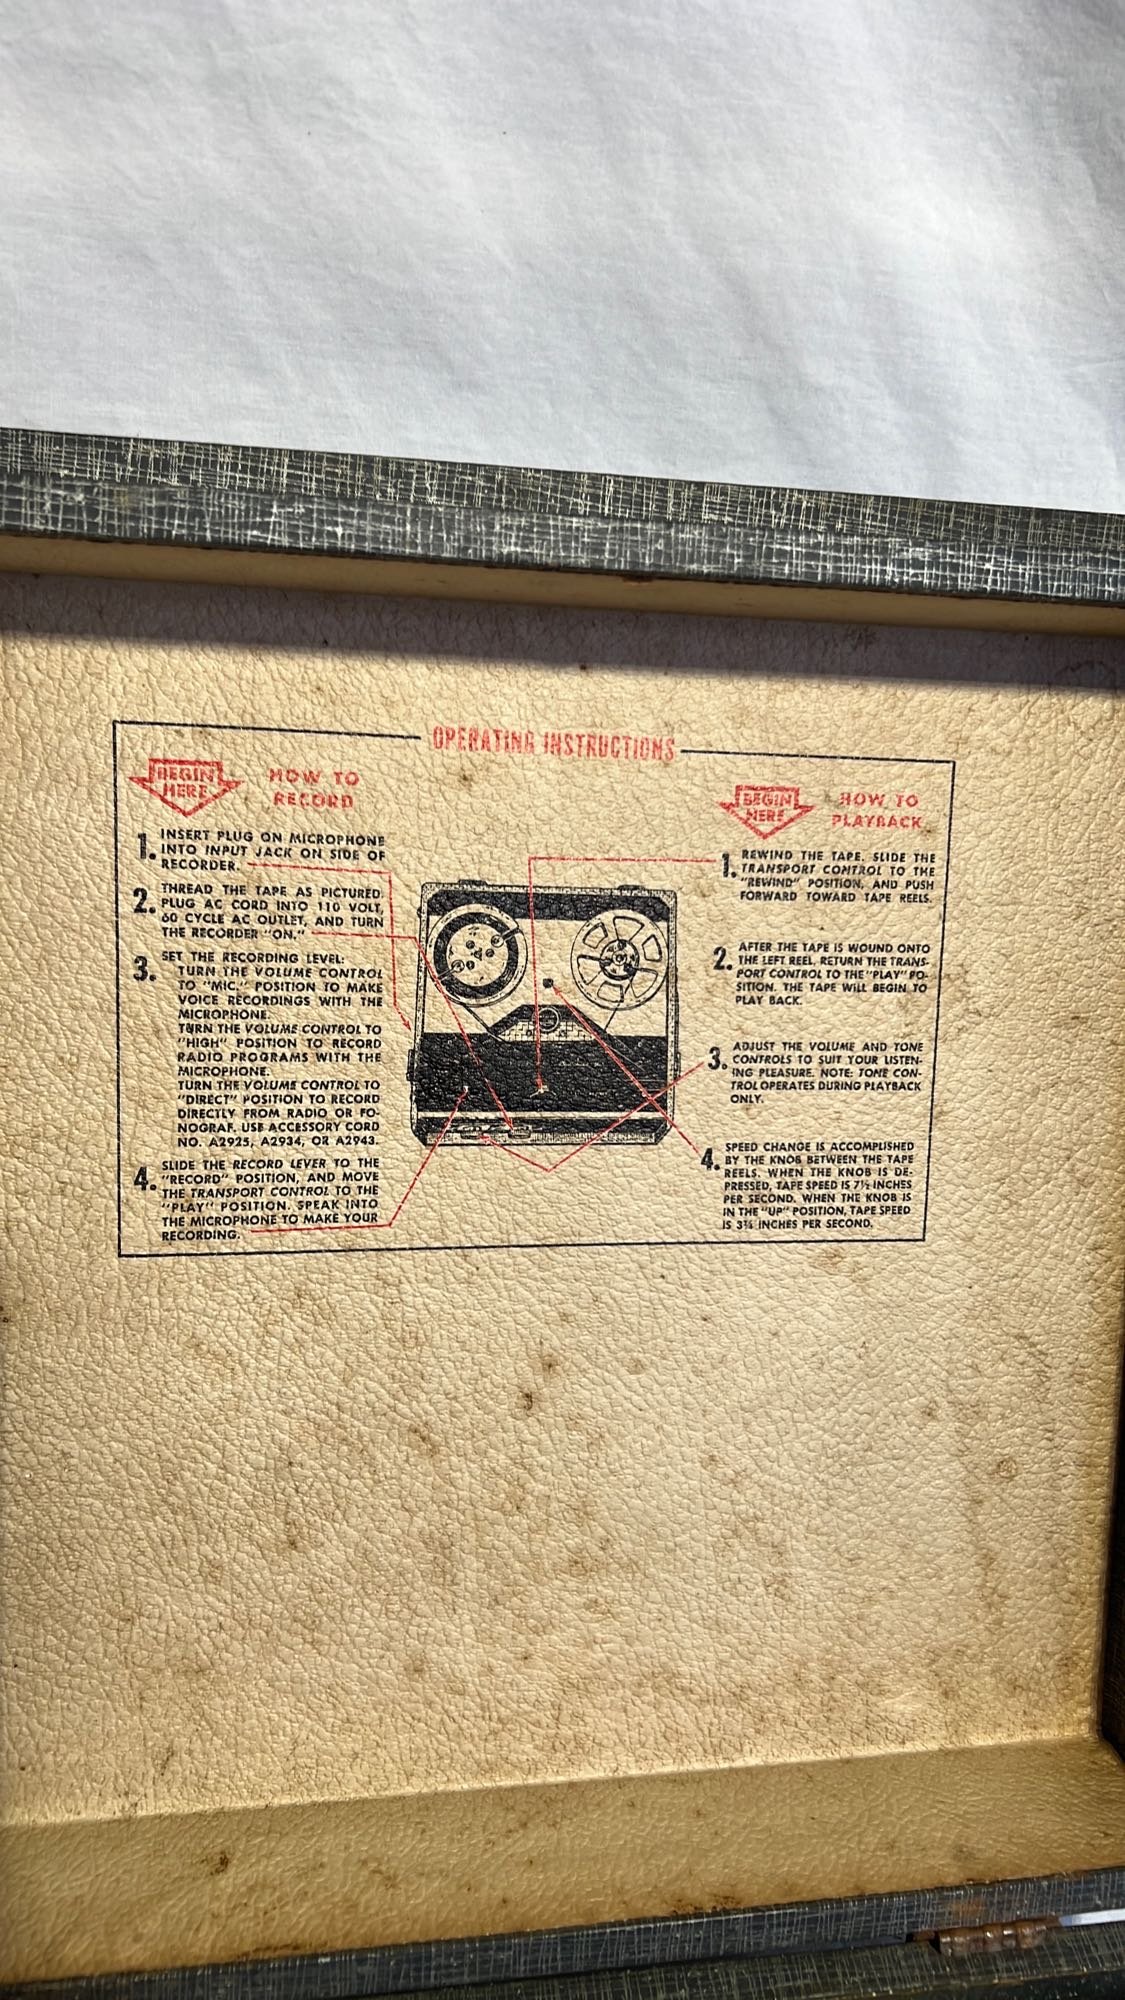 OPERATING INSTRUCTIONS
BEGIN
HERE
HOW TO
RECORD
1. INSERT PLUG ON MICROPHONE
INTO INPUT JACK ON SIDE OF
RECORDER.
2. THREAD THE TAPE AS PICTURED.
PLUG AC CORD INTO 110 VOLT,
60 CYCLE AC OUTLET, AND TURN
THE RECORDER "ON."
3. SET THE RECORDING LEVEL:
TURN THE VOLUME CONTROL
TO "MIC." POSITION TO MAKE
VOICE RECORDINGS WITH THE
MICROPHONE.
TURN THE VOLUME CONTROL TO
"HIGH" POSITION TO RECORD
RADIO PROGRAMS WITH THE
MICROPHONE.
TURN THE VOLUME CONTROL TO
"DIRECT" POSITION TO RECORD
DIRECTLY FROM RADIO OR FO-
NOGRAF. USE ACCESSORY CORD
NO. A2925, A2934, OR A2943.
4. SLIDE THE RECORD LEVER TO THE
"RECORD" POSITION, AND MOVE
THE TRANSPORT CONTROL TO THE
"PLAY" POSITION. SPEAK INTO
THE MICROPHONE TO MAKE YOUR
RECORDING.
BEGIN
HERE
HOW TO
PLAYBACK
1. REWIND THE TAPE. SLIDE THE
TRANSPORT CONTROL TO THE
"REWIND" POSITION, AND PUSH
FORWARD TOWARD TAPE REELS.
2. AFTER THE TAPE IS WOUND ONTO
THE LEFT REEL, RETURN THE TRANS-
PORT CONTROL TO THE "PLAY" PO-
SITION. THE TAPE WILL BEGIN TO
PLAY BACK.
3. ADJUST THE VOLUME AND TONE
CONTROLS TO SUIT YOUR LISTEN-
ING PLEASURE. NOTE: TONE CON-
TROL OPERATES DURING PLAYBACK
ONLY.
4. SPEED CHANGE IS ACCOMPLISHED
BY THE KNOB BETWEEN THE TAPE
REELS. WHEN THE KNOB IS DE-
PRESSED, TAPE SPEED IS 7½ INCHES
PER SECOND. WHEN THE KNOB IS
IN THE "UP" POSITION, TAPE SPEED
IS 3¾ INCHES PER SECOND.